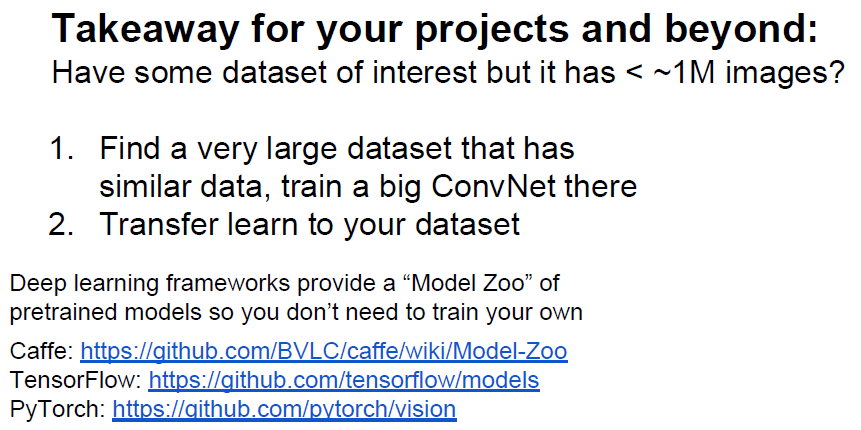 Takeaway for your projects and beyond:
Have some dataset of interest but it has < ~1M images?
1. Find a very large dataset that has
similar data, train a big ConvNet there
2. Transfer learn to your dataset
Deep learning frameworks provide a “Model Zoo” of
pretrained models so you don’t need to train your own
Caffe: https://github.com/BVLC/caffe/wiki/Model-Zoo
TensorFlow: https://github.com/tensorflow/models
PyTorch: https://github.com/pytorch/vision